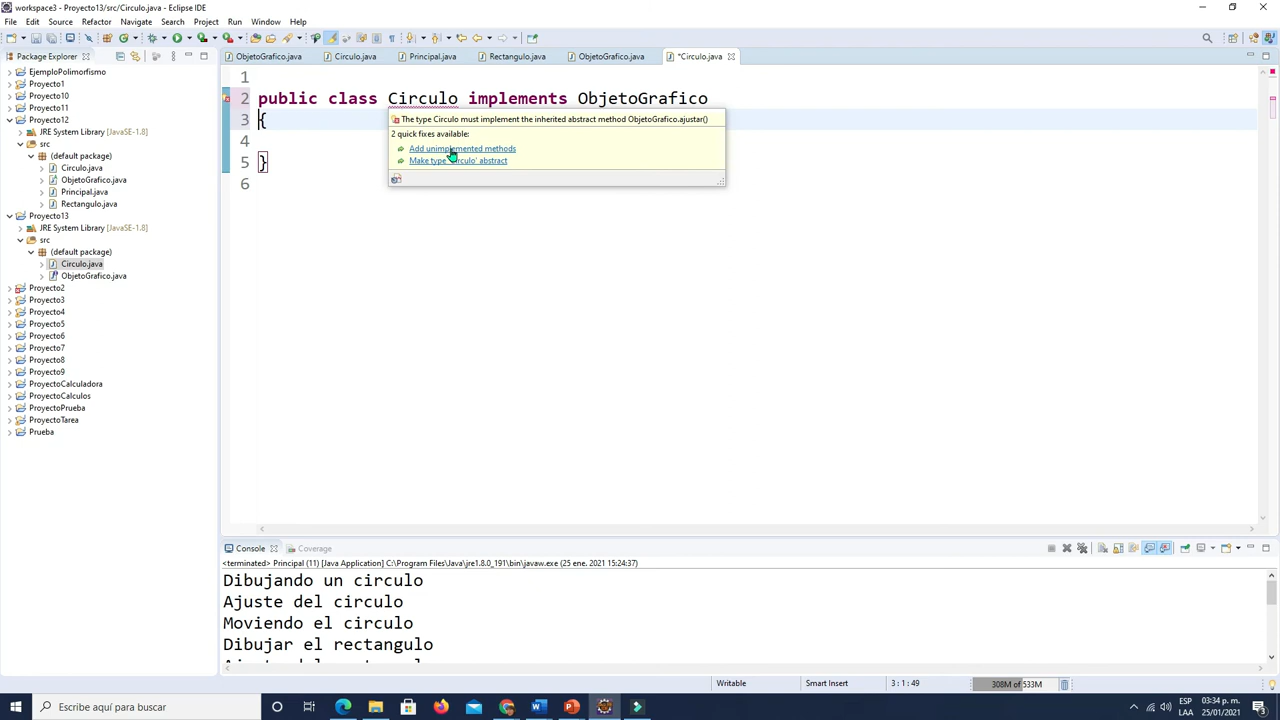 workspace3 - Proyecto13/src/Circulo.java - Eclipse IDE
File Edit Source Refactor Navigate Search Project Run Window Help
Package Explorer
EjemploPolimorfismo
Proyecto1
Proyecto10
Proyecto11
Proyecto12
JRE System Library [JavaSE-1.8]
src
(default package)
Circulo.java
ObjetoGrafico.java
Principal.java
Rectangulo.java
Proyecto13
JRE System Library [JavaSE-1.8]
src
(default package)
Circulo.java
ObjetoGrafico.java
Proyecto2
Proyecto3
Proyecto4
Proyecto5
Proyecto6
Proyecto7
Proyecto8
Proyecto9
ProyectoCalculadora
ProyectoCalculos
ProyectoPrueba
ProyectoTarea
Prueba
ObjetoGrafico.java Circulo.java Principal.java Rectangulo.java ObjetoGrafico.java *Circulo.java
1
2 public class Circulo implements ObjetoGrafico
3 {
4
5 }
6
The type Circulo must implement the inherited abstract method ObjetoGrafico.ajustar()
2 quick fixes available:
Add unimplemented methods
Make type 'Circulo' abstract
Console Coverage
<terminated> Principal (11) [Java Application] C:\Program Files\Java\jre1.8.0_191\bin\javaw.exe (25 ene. 2021 15:24:37)
Dibujando un circulo
Ajuste del circulo
Moviendo el circulo
Dibujar el rectangulo
Writable Smart Insert 3 : 1 : 49 308M of 533M
Escribe aquí para buscar
ESP
LAA
03:34 p. m.
25/01/2021
3